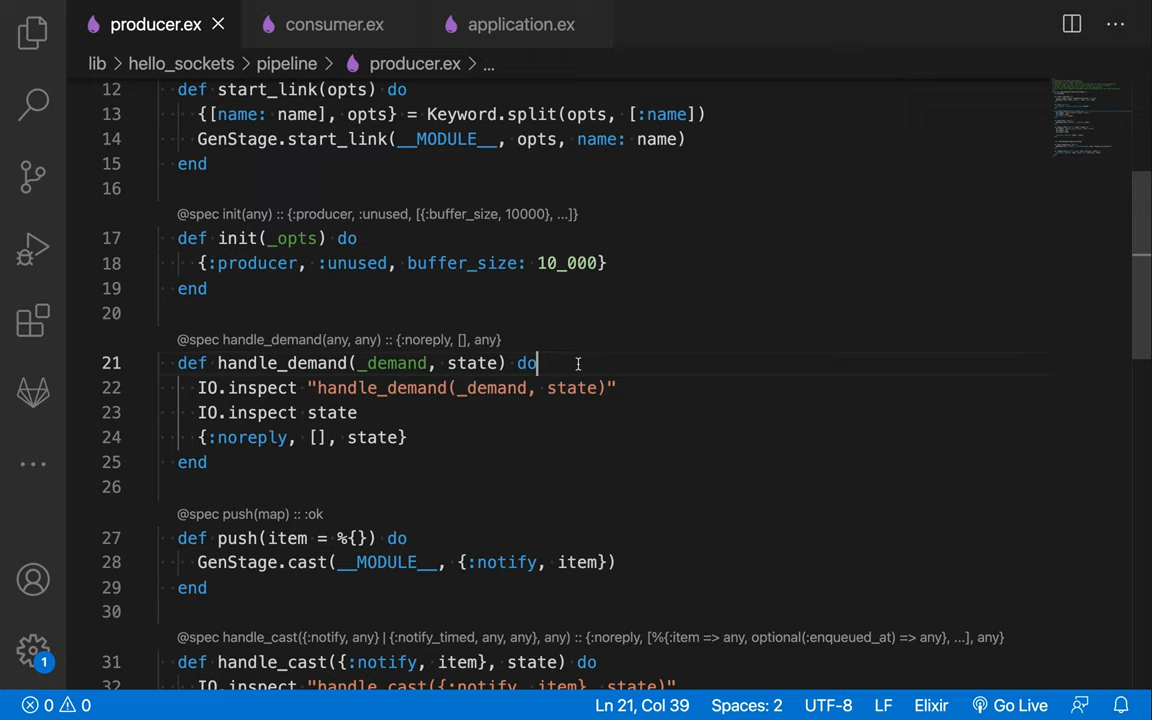 producer.ex
consumer.ex
application.ex
lib > hello_sockets > pipeline > producer.ex > ...
12 def start_link(opts) do
13 {[name: name], opts} = Keyword.split(opts, [:name])
14 GenStage.start_link(__MODULE__, opts, name: name)
15 end
16
@spec init(any) :: {:producer, :unused, [{:buffer_size, 10000}, ...]}
17 def init(_opts) do
18 {:producer, :unused, buffer_size: 10_000}
19 end
20
@spec handle_demand(any, any) :: {:noreply, [], any}
21 def handle_demand(_demand, state) do
22 IO.inspect "handle_demand(_demand, state)"
23 IO.inspect state
24 {:noreply, [], state}
25 end
26
@spec push(map) :: :ok
27 def push(item = %{}) do
28 GenStage.cast(__MODULE__, {:notify, item})
29 end
30
@spec handle_cast({:notify, any} | {:notify_timed, any, any}, any) :: {:noreply, [%{:item => any, optional(:enqueued_at) => any}, ...], any}
31 def handle_cast({:notify, item}, state) do
32 IO.inspect "handle_cast({:notify, item}, state)"
1
0 0
Ln 21, Col 39
Spaces: 2
UTF-8
LF
Elixir
Go Live